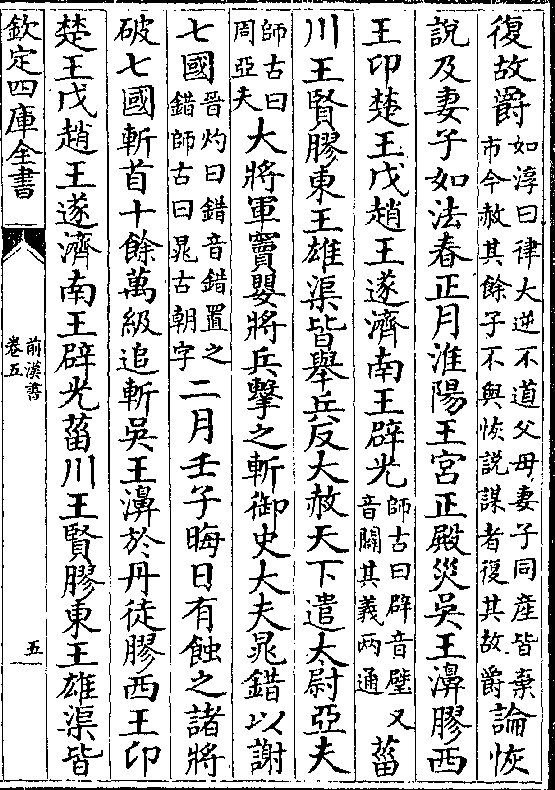 復故爵如淳曰律大逆不道父母妻子同産皆棄市今赦其餘子不與恢説謀者復其故爵論恢
說及妻子如法春正月淮陽王宮正殿災吳王濞膠西
王卬楚王戊趙王遂濟南王辟光師古曰辟音壁又音闢其義兩通菑
川王賢膠東王雄渠皆舉兵反大赦天下遣太尉亞夫
師古曰周亞夫大將軍竇嬰將兵擊之斬御史大夫鼂錯以謝
七國晉灼曰錯音錯置之錯師古曰鼂古朝字二月壬子晦日有蝕之諸將
破七國斬首十餘萬級追斬吳王濞於丹徒膠西王卬
楚王戊趙王遂濟南王辟光菑川王賢膠東王雄渠皆
欽定四庫全書
前漢書
卷五
五